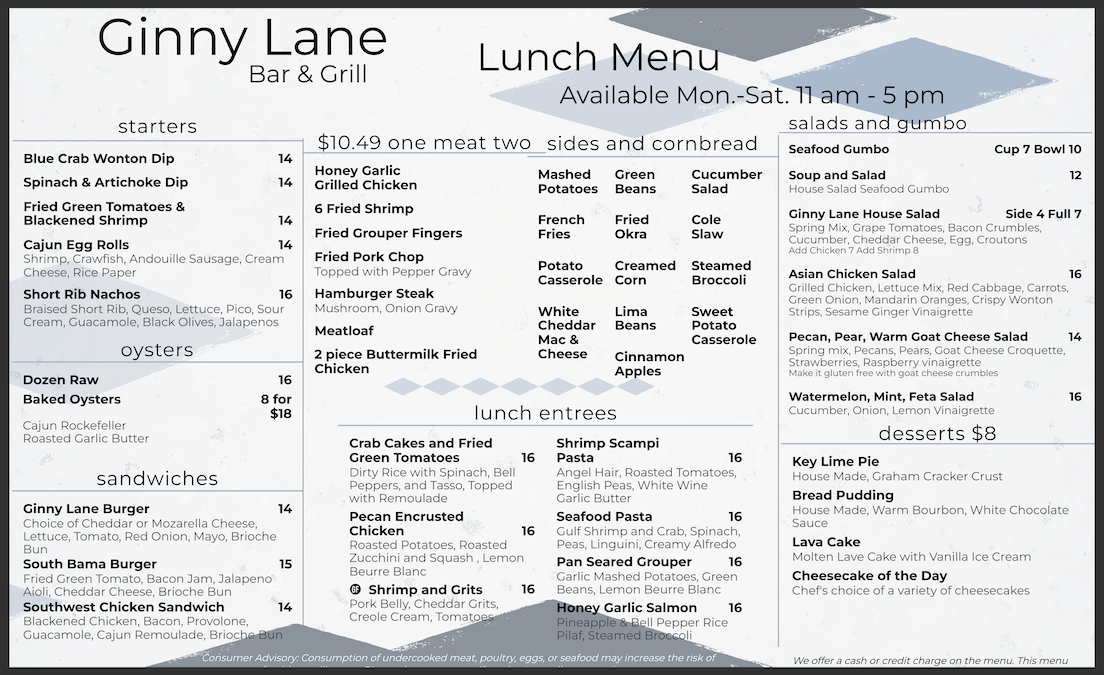 Ginny Lane
Bar & Grill
Lunch Menu
Available Mon.-Sat. 11 am - 5 pm
starters
Blue Crab Wonton Dip 14
Spinach & Artichoke Dip 14
Fried Green Tomatoes &
Blackened Shrimp 14
Cajun Egg Rolls 14
Shrimp, Crawfish, Andouille Sausage, Cream
Cheese, Rice Paper
Short Rib Nachos 16
Braised Short Rib, Queso, Lettuce, Pico, Sour
Cream, Guacamole, Black Olives, Jalapenos
oysters
Dozen Raw 16
Baked Oysters 8 for
$18
Cajun Rockefeller
Roasted Garlic Butter
sandwiches
Ginny Lane Burger 14
Choice of Cheddar or Mozarella Cheese,
Lettuce, Tomato, Red Onion, Mayo, Brioche
Bun
South Bama Burger 15
Fried Green Tomato, Bacon Jam, Jalapeno
Aioli, Cheddar Cheese, Brioche Bun
Southwest Chicken Sandwich 14
Blackened Chicken, Bacon, Provolone,
Guacamole, Cajun Remoulade, Brioche Bun
$10.49 one meat two sides and cornbread
Honey Garlic
Grilled Chicken
6 Fried Shrimp
Fried Grouper Fingers
Fried Pork Chop
Topped with Pepper Gravy
Hamburger Steak
Mushroom, Onion Gravy
Meatloaf
2 piece Buttermilk Fried
Chicken
Mashed
Potatoes
French
Fries
Potato
Casserole
White
Cheddar
Mac &
Cheese
Green
Beans
Fried
Okra
Creamed
Corn
Lima
Beans
Cinnamon
Apples
Cucumber
Salad
Cole
Slaw
Steamed
Broccoli
Sweet
Potato
Casserole
lunch entrees
Crab Cakes and Fried
Green Tomatoes 16
Dirty Rice with Spinach, Bell
Peppers, and Tasso, Topped
with Remoulade
Pecan Encrusted
Chicken 16
Roasted Potatoes, Roasted
Zucchini and Squash , Lemon
Beurre Blanc
GF Shrimp and Grits 16
Pork Belly, Cheddar Grits,
Creole Cream, Tomatoes
Shrimp Scampi
Pasta 16
Angel Hair, Roasted Tomatoes,
English Peas, White Wine
Garlic Butter
Seafood Pasta 16
Gulf Shrimp and Crab, Spinach,
Peas, Linguini, Creamy Alfredo
Pan Seared Grouper 16
Garlic Mashed Potatoes, Green
Beans, Lemon Beurre Blanc
Honey Garlic Salmon 16
Pineapple & Bell Pepper Rice
Pilaf, Steamed Broccoli
salads and gumbo
Seafood Gumbo Cup 7 Bowl 10
Soup and Salad 12
House Salad Seafood Gumbo
Ginny Lane House Salad Side 4 Full 7
Spring Mix, Grape Tomatoes, Bacon Crumbles,
Cucumber, Cheddar Cheese, Egg, Croutons
Add Chicken 7 Add Shrimp 8
Asian Chicken Salad 16
Grilled Chicken, Lettuce Mix, Red Cabbage, Carrots,
Green Onion, Mandarin Oranges, Crispy Wonton
Strips, Sesame Ginger Vinaigrette
Pecan, Pear, Warm Goat Cheese Salad 14
Spring mix, Pecans, Pears, Goat Cheese Croquette,
Strawberries, Raspberry vinaigrette
Make it gluten free with goat cheese crumbles
Watermelon, Mint, Feta Salad 16
Cucumber, Onion, Lemon Vinaigrette
desserts $8
Key Lime Pie
House Made, Graham Cracker Crust
Bread Pudding
House Made, Warm Bourbon, White Chocolate
Sauce
Lava Cake
Molten Lave Cake with Vanilla Ice Cream
Cheesecake of the Day
Chef's choice of a variety of cheesecakes
Consumer Advisory: Consumption of undercooked meat, poultry, eggs, or seafood may increase the risk of
We offer a cash or credit charge on the menu. This menu